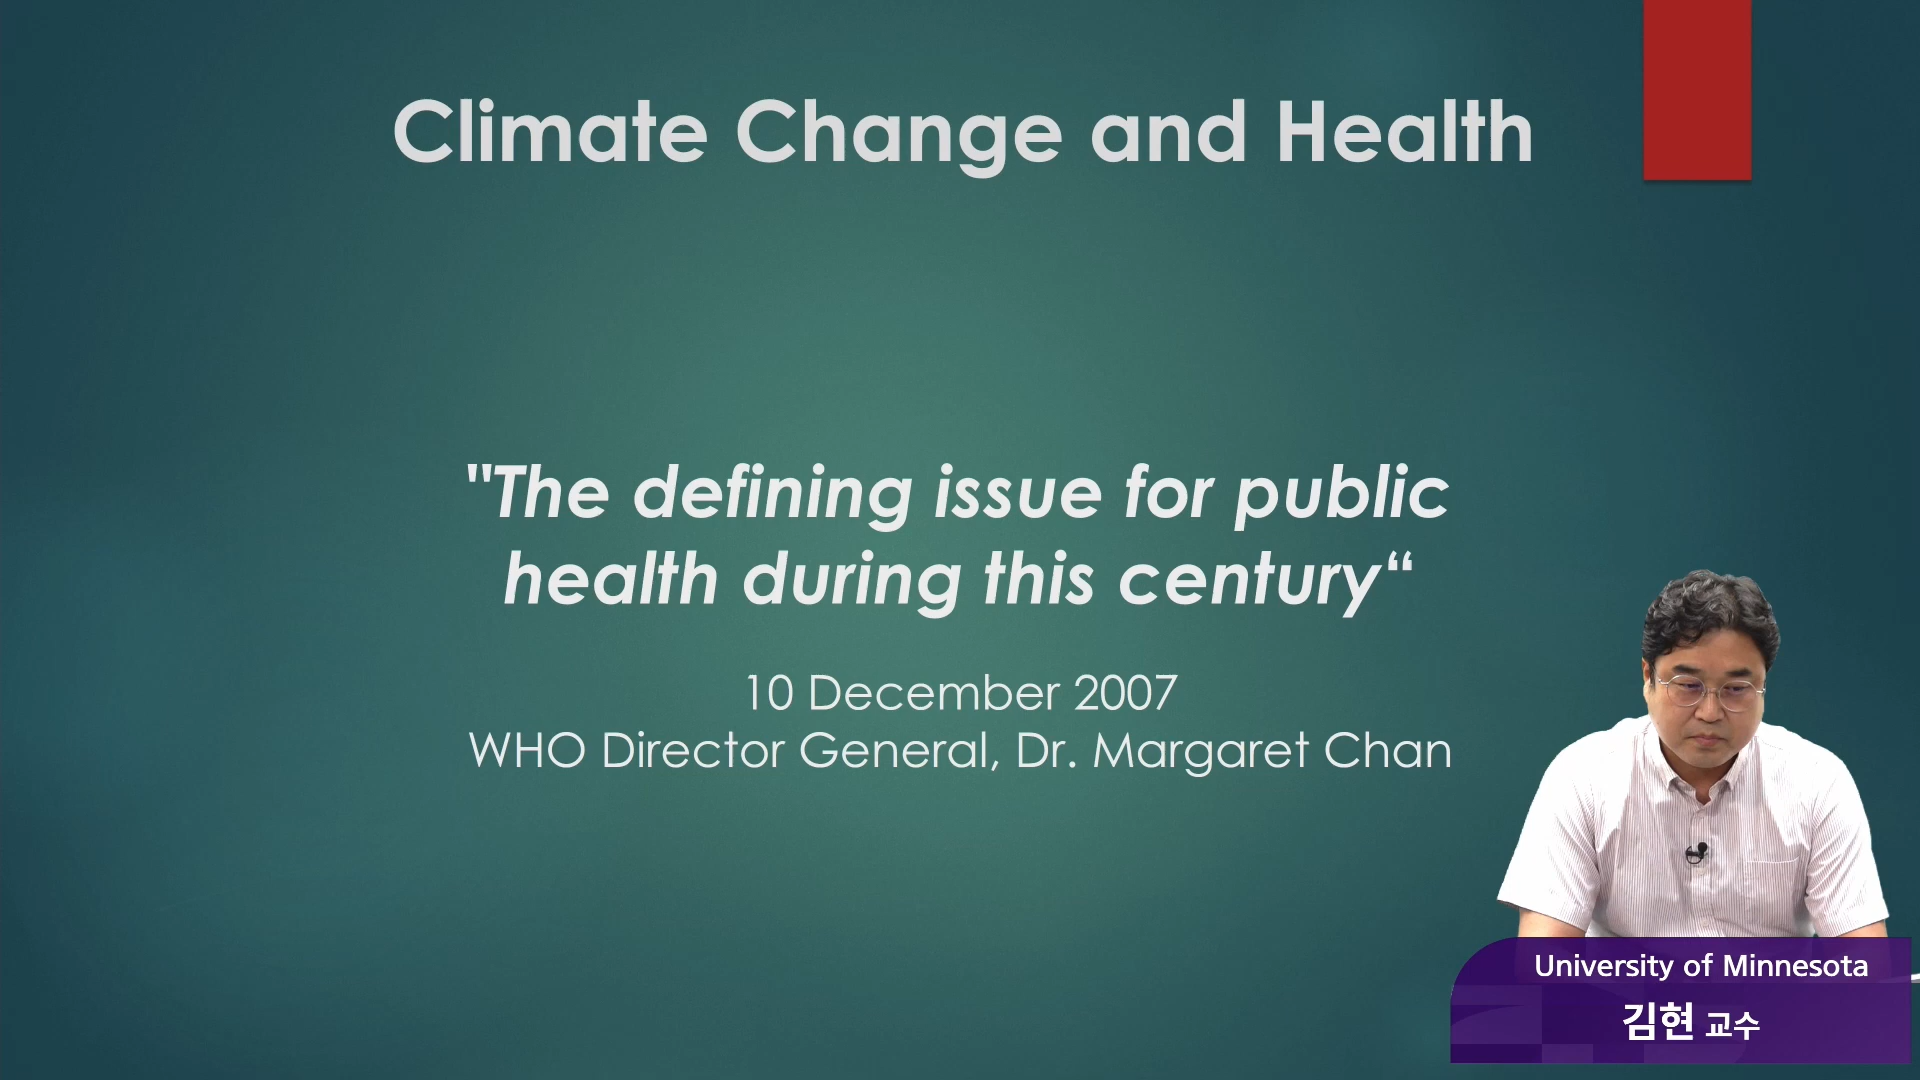 Climate Change and Health
"The defining issue for public
health during this century“
10 December 2007
WHO Director General, Dr. Margaret Chan
University of Minnesota
김현 교수